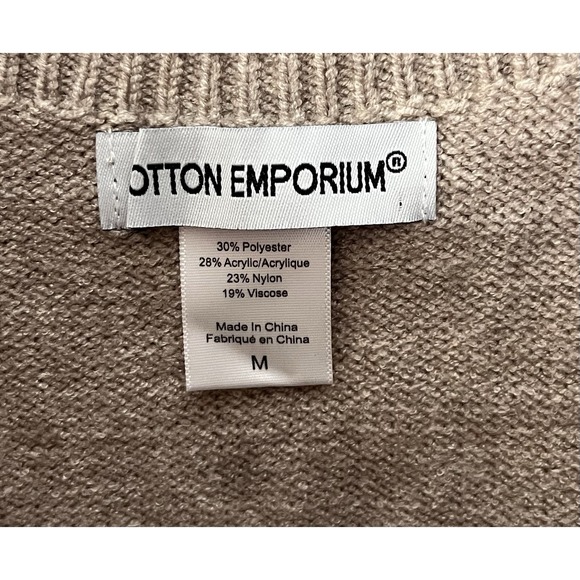 OTTON EMPORIUM®
30% Polyester
28% Acrylic/Acrylique
23% Nylon
19% Viscose
Made In China
Fabriqué en China
M